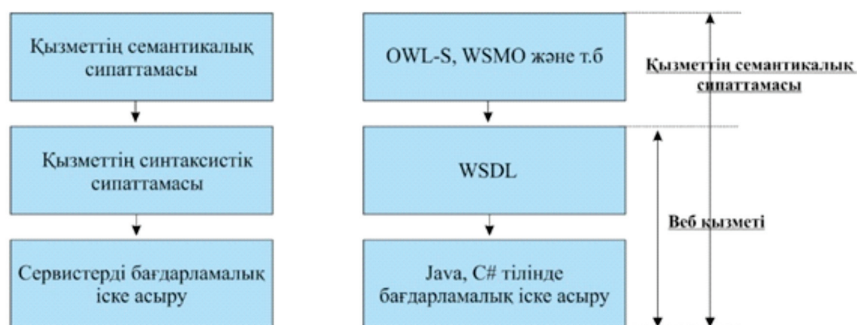 Қызметтің семантикалық
сипаттамасы
OWL-S, WSMO және т.б
Қызметтің семантикалық
сипаттамасы
Қызметтің синтаксистік
сипаттамасы
WSDL
Веб қызметі
Сервистерді бағдарламалық
іске асыру
Java, C# тілінде
бағдарламалық іске асыру